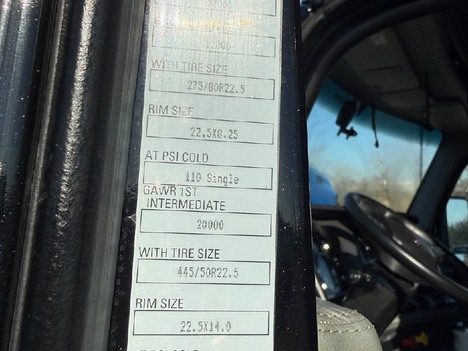 12000
WITH TIRE SIZE
275/80R22.5
RIM SIZE
22.5X8.25
AT PSI COLD
110 Single
GAWR 1ST
INTERMEDIATE
20000
WITH TIRE SIZE
445/50R22.5
RIM SIZE
22.5X14.0